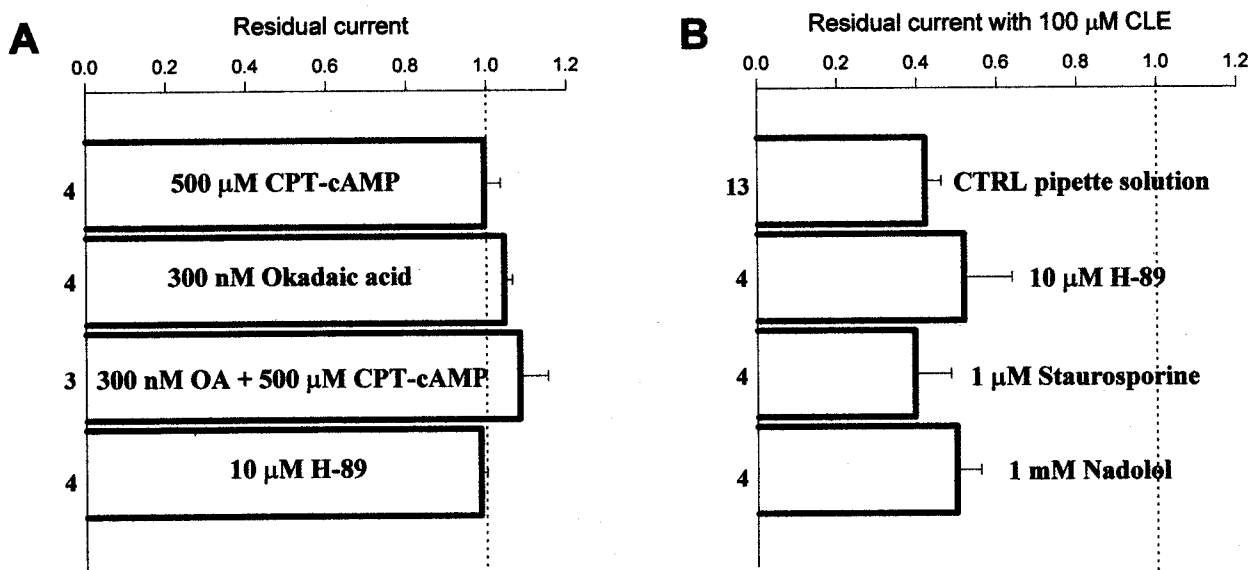 A
Residual current
0.0 0.2 0.4 0.6 0.8 1.0 1.2
4 500 μM CPT-cAMP
4 300 nM Okadaic acid
3 300 nM OA + 500 μM CPT-cAMP
4 10 μM H-89
B
Residual current with 100 μM CLE
0.0 0.2 0.4 0.6 0.8 1.0 1.2
13 CTRL pipette solution
4 10 μM H-89
4 1 μM Staurosporine
4 1 mM Nadolol